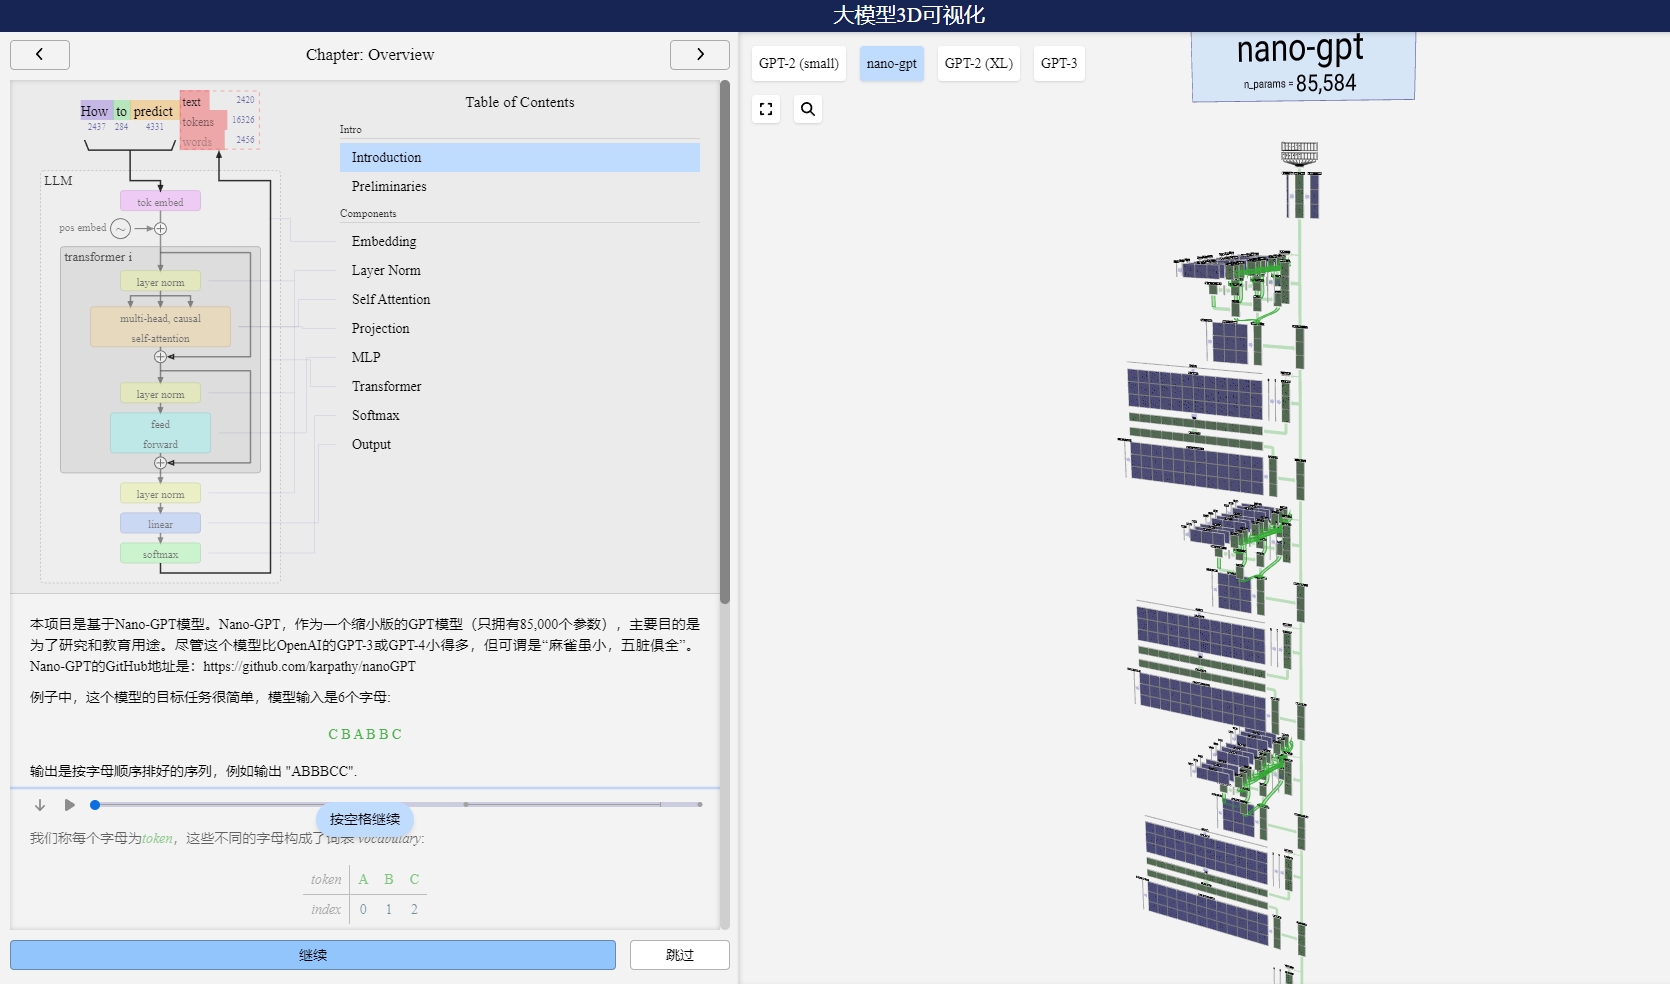 大模型3D可视化
Chapter: Overview
How to predict
2437 284 4331
text 2420
tokens 16326
words 2456
LLM
tok embed
pos embed
transformer i
layer norm
multi-head, causal
self-attention
layer norm
feed
forward
layer norm
linear
softmax
Table of Contents
Intro
Introduction
Preliminaries
Components
Embedding
Layer Norm
Self Attention
Projection
MLP
Transformer
Softmax
Output
本项目是基于Nano-GPT模型。Nano-GPT，作为一个缩小版的GPT模型（只拥有85,000个参数），主要目的是
为了研究和教育用途。尽管这个模型比OpenAI的GPT-3或GPT-4小得多，但可谓是“麻雀虽小，五脏俱全”。
Nano-GPT的GitHub地址是：https://github.com/karpathy/nanoGPT
例子中，这个模型的目标任务很简单，模型输入是6个字母:
C B A B B C
输出是按字母顺序排好的序列，例如输出 "ABBBCC".
按空格继续
我们称每个字母为token，这些不同的字母构成了词表 vocabulary:
token A B C
index 0 1 2
继续
跳过
GPT-2 (small)
nano-gpt
GPT-2 (XL)
GPT-3
nano-gpt
n_params = 85,584